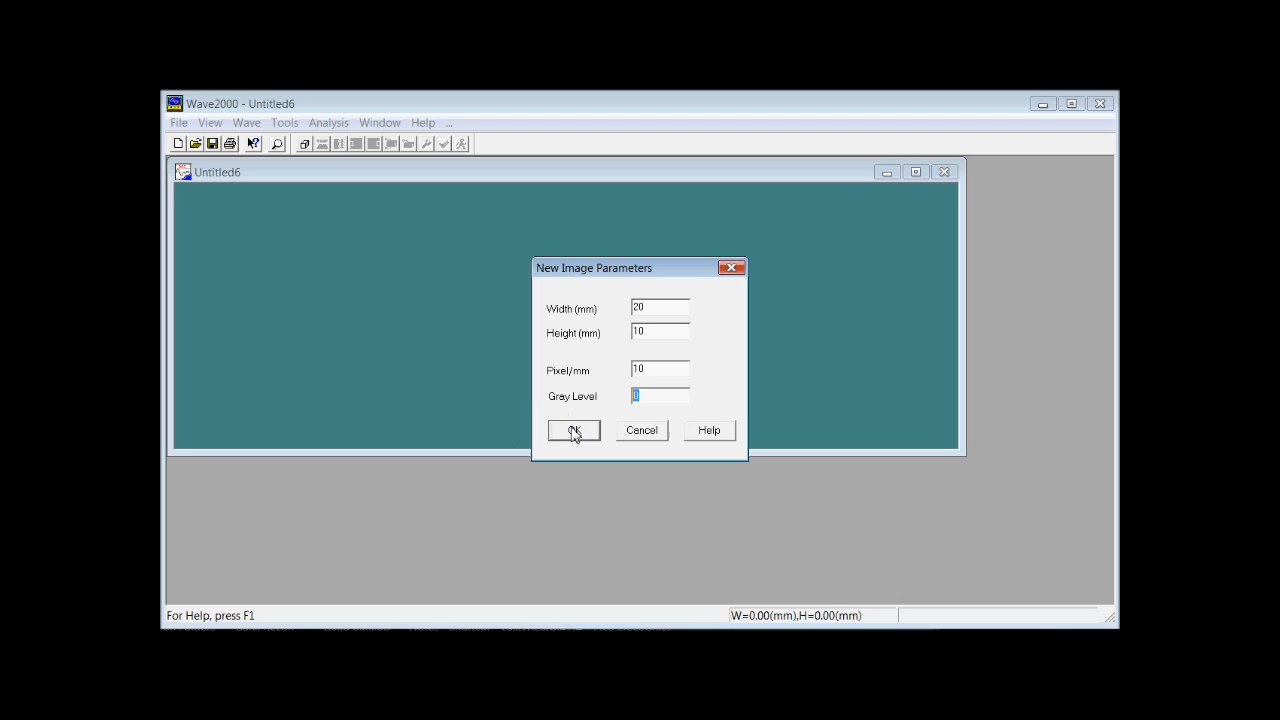 Wave2000 - Untitled6
File View Wave Tools Analysis Window Help ...
Untitled6
New Image Parameters
Width (mm) 20
Height (mm) 10
Pixel/mm 10
Gray Level 0
OK Cancel Help
For Help, press F1 W=0.00(mm),H=0.00(mm)